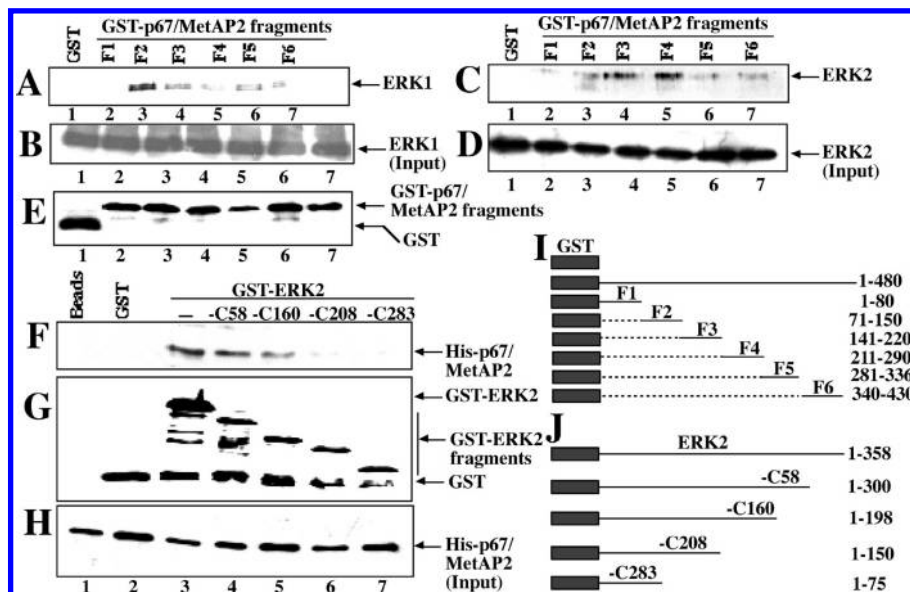 GST-p67/MetAP2 fragments
GST F1 F2 F3 F4 F5 F6
A
ERK1
1 2 3 4 5 6 7
B
ERK1
(Input)
1 2 3 4 5 6 7
GST-p67/MetAP2 fragments
GST F1 F2 F3 F4 F5 F6
C
ERK2
1 2 3 4 5 6 7
D
ERK2
(Input)
1 2 3 4 5 6 7
E
GST-p67/
MetAP2 fragments
GST
1 2 3 4 5 6 7
Beads GST
GST-ERK2
– -C58 -C160 -C208 -C283
F
His-p67/
MetAP2
G
GST-ERK2
GST-ERK2
fragments
GST
H
His-p67/
MetAP2
(Input)
1 2 3 4 5 6 7
I
GST
1-480
F1
1-80
F2
71-150
F3
141-220
F4
211-290
F5
281-336
F6
340-430
J
ERK2
1-358
-C58
1-300
-C160
1-198
-C208
1-150
-C283
1-75